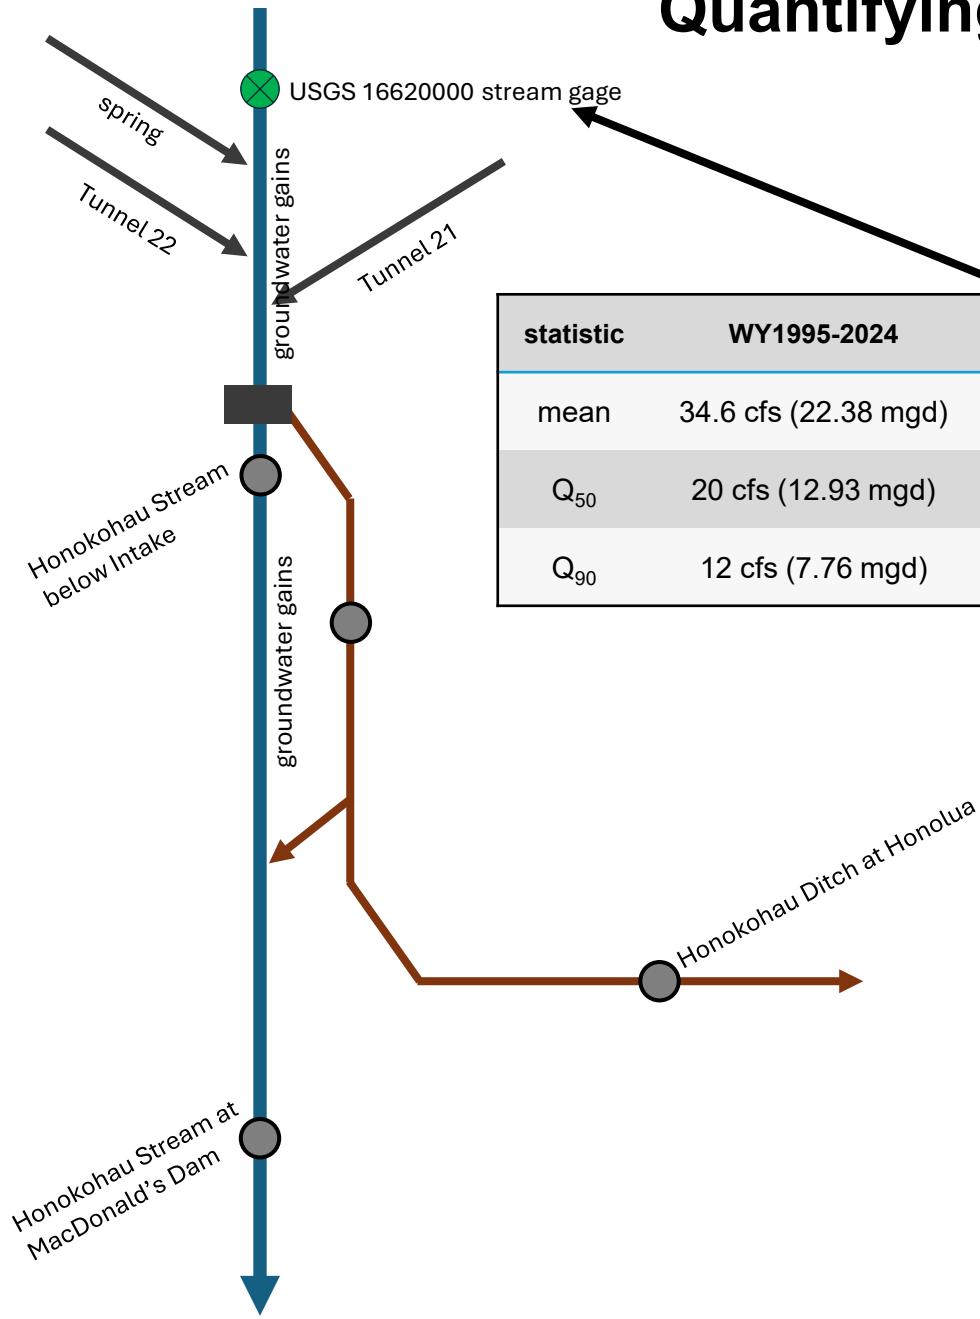 Quantifying
USGS 16620000 stream gage
spring
Tunnel 22
groundwater gains
Tunnel 21
statistic WY1995-2024
mean 34.6 cfs (22.38 mgd)
Q50 20 cfs (12.93 mgd)
Q90 12 cfs (7.76 mgd)
Honokohau Stream
below Intake
groundwater gains
Honokohau Ditch at Honolua
Honokohau Stream at
MacDonald’s Dam